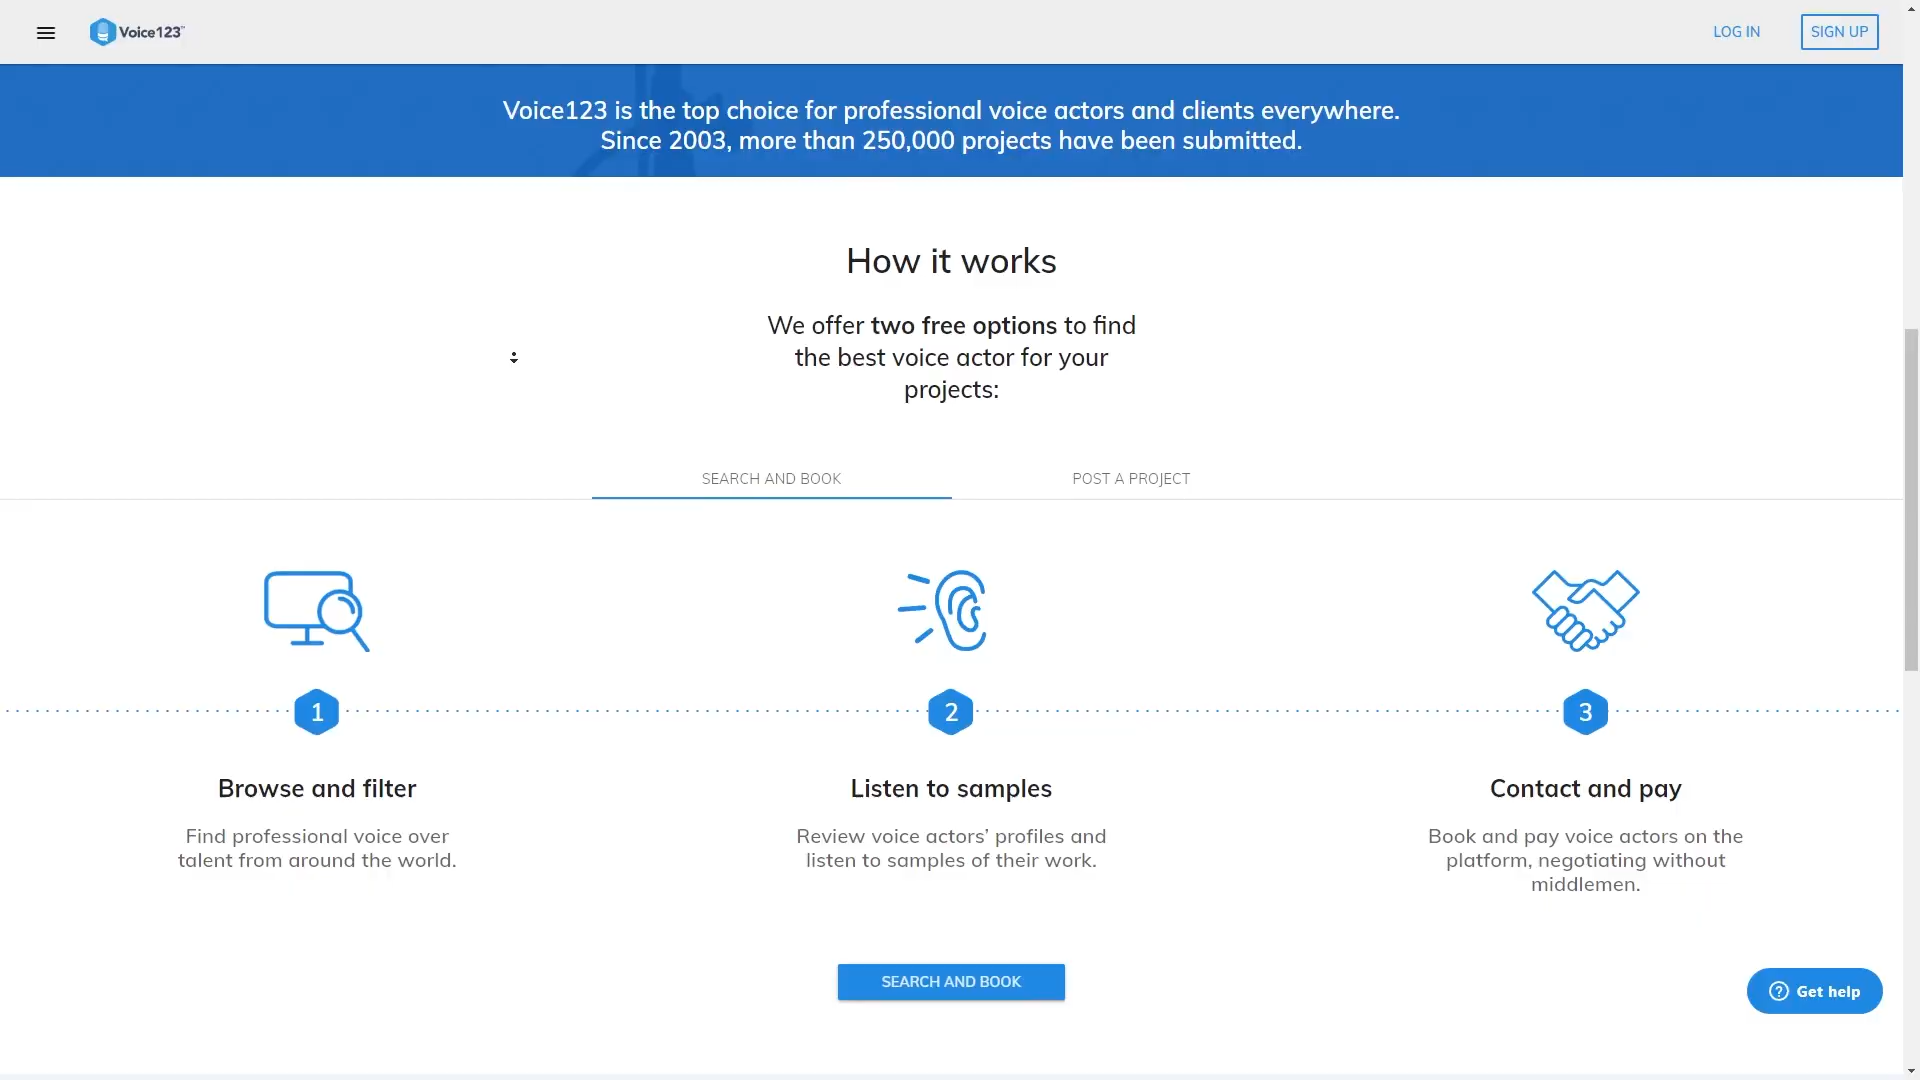 Voice123™
LOG IN
SIGN UP
Voice123 is the top choice for professional voice actors and clients everywhere.
Since 2003, more than 250,000 projects have been submitted.
How it works
We offer two free options to find
the best voice actor for your
projects:
SEARCH AND BOOK
POST A PROJECT
1
2
3
Browse and filter
Find professional voice over
talent from around the world.
Listen to samples
Review voice actors’ profiles and
listen to samples of their work.
Contact and pay
Book and pay voice actors on the
platform, negotiating without
middlemen.
SEARCH AND BOOK
? Get help